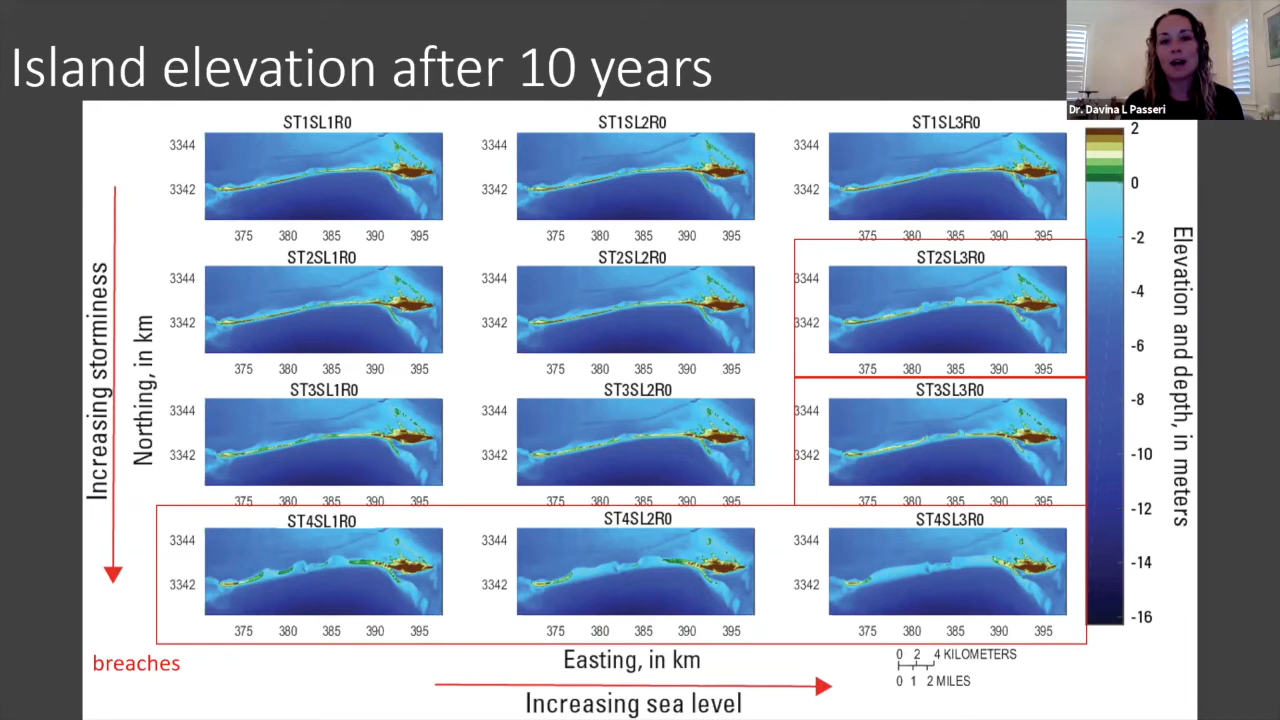 Island elevation after 10 years
Dr. Davina L Passeri
ST1SL1R0 ST1SL2R0 ST1SL3R0
3344 3344 3344
3342 3342 3342
375 380 385 390 395 375 380 385 390 395 375 380 385 390 395
ST2SL1R0 ST2SL2R0 ST2SL3R0
3344 3344 3344
3342 3342 3342
375 380 385 390 395 375 380 385 390 395 375 380 385 390 395
ST3SL1R0 ST3SL2R0 ST3SL3R0
3344 3344 3344
3342 3342 3342
375 380 385 390 395 375 380 385 390 395 375 380 385 390 395
ST4SL1R0 ST4SL2R0 ST4SL3R0
3344 3344 3344
3342 3342 3342
375 380 385 390 395 375 380 385 390 395 375 380 385 390 395
Increasing storminess
Northing, in km
2
0
-2
-4
-6
-8
-10
-12
-14
-16
Elevation and depth, in meters
breaches
Easting, in km
Increasing sea level
0 2 4 KILOMETERS
0 1 2 MILES